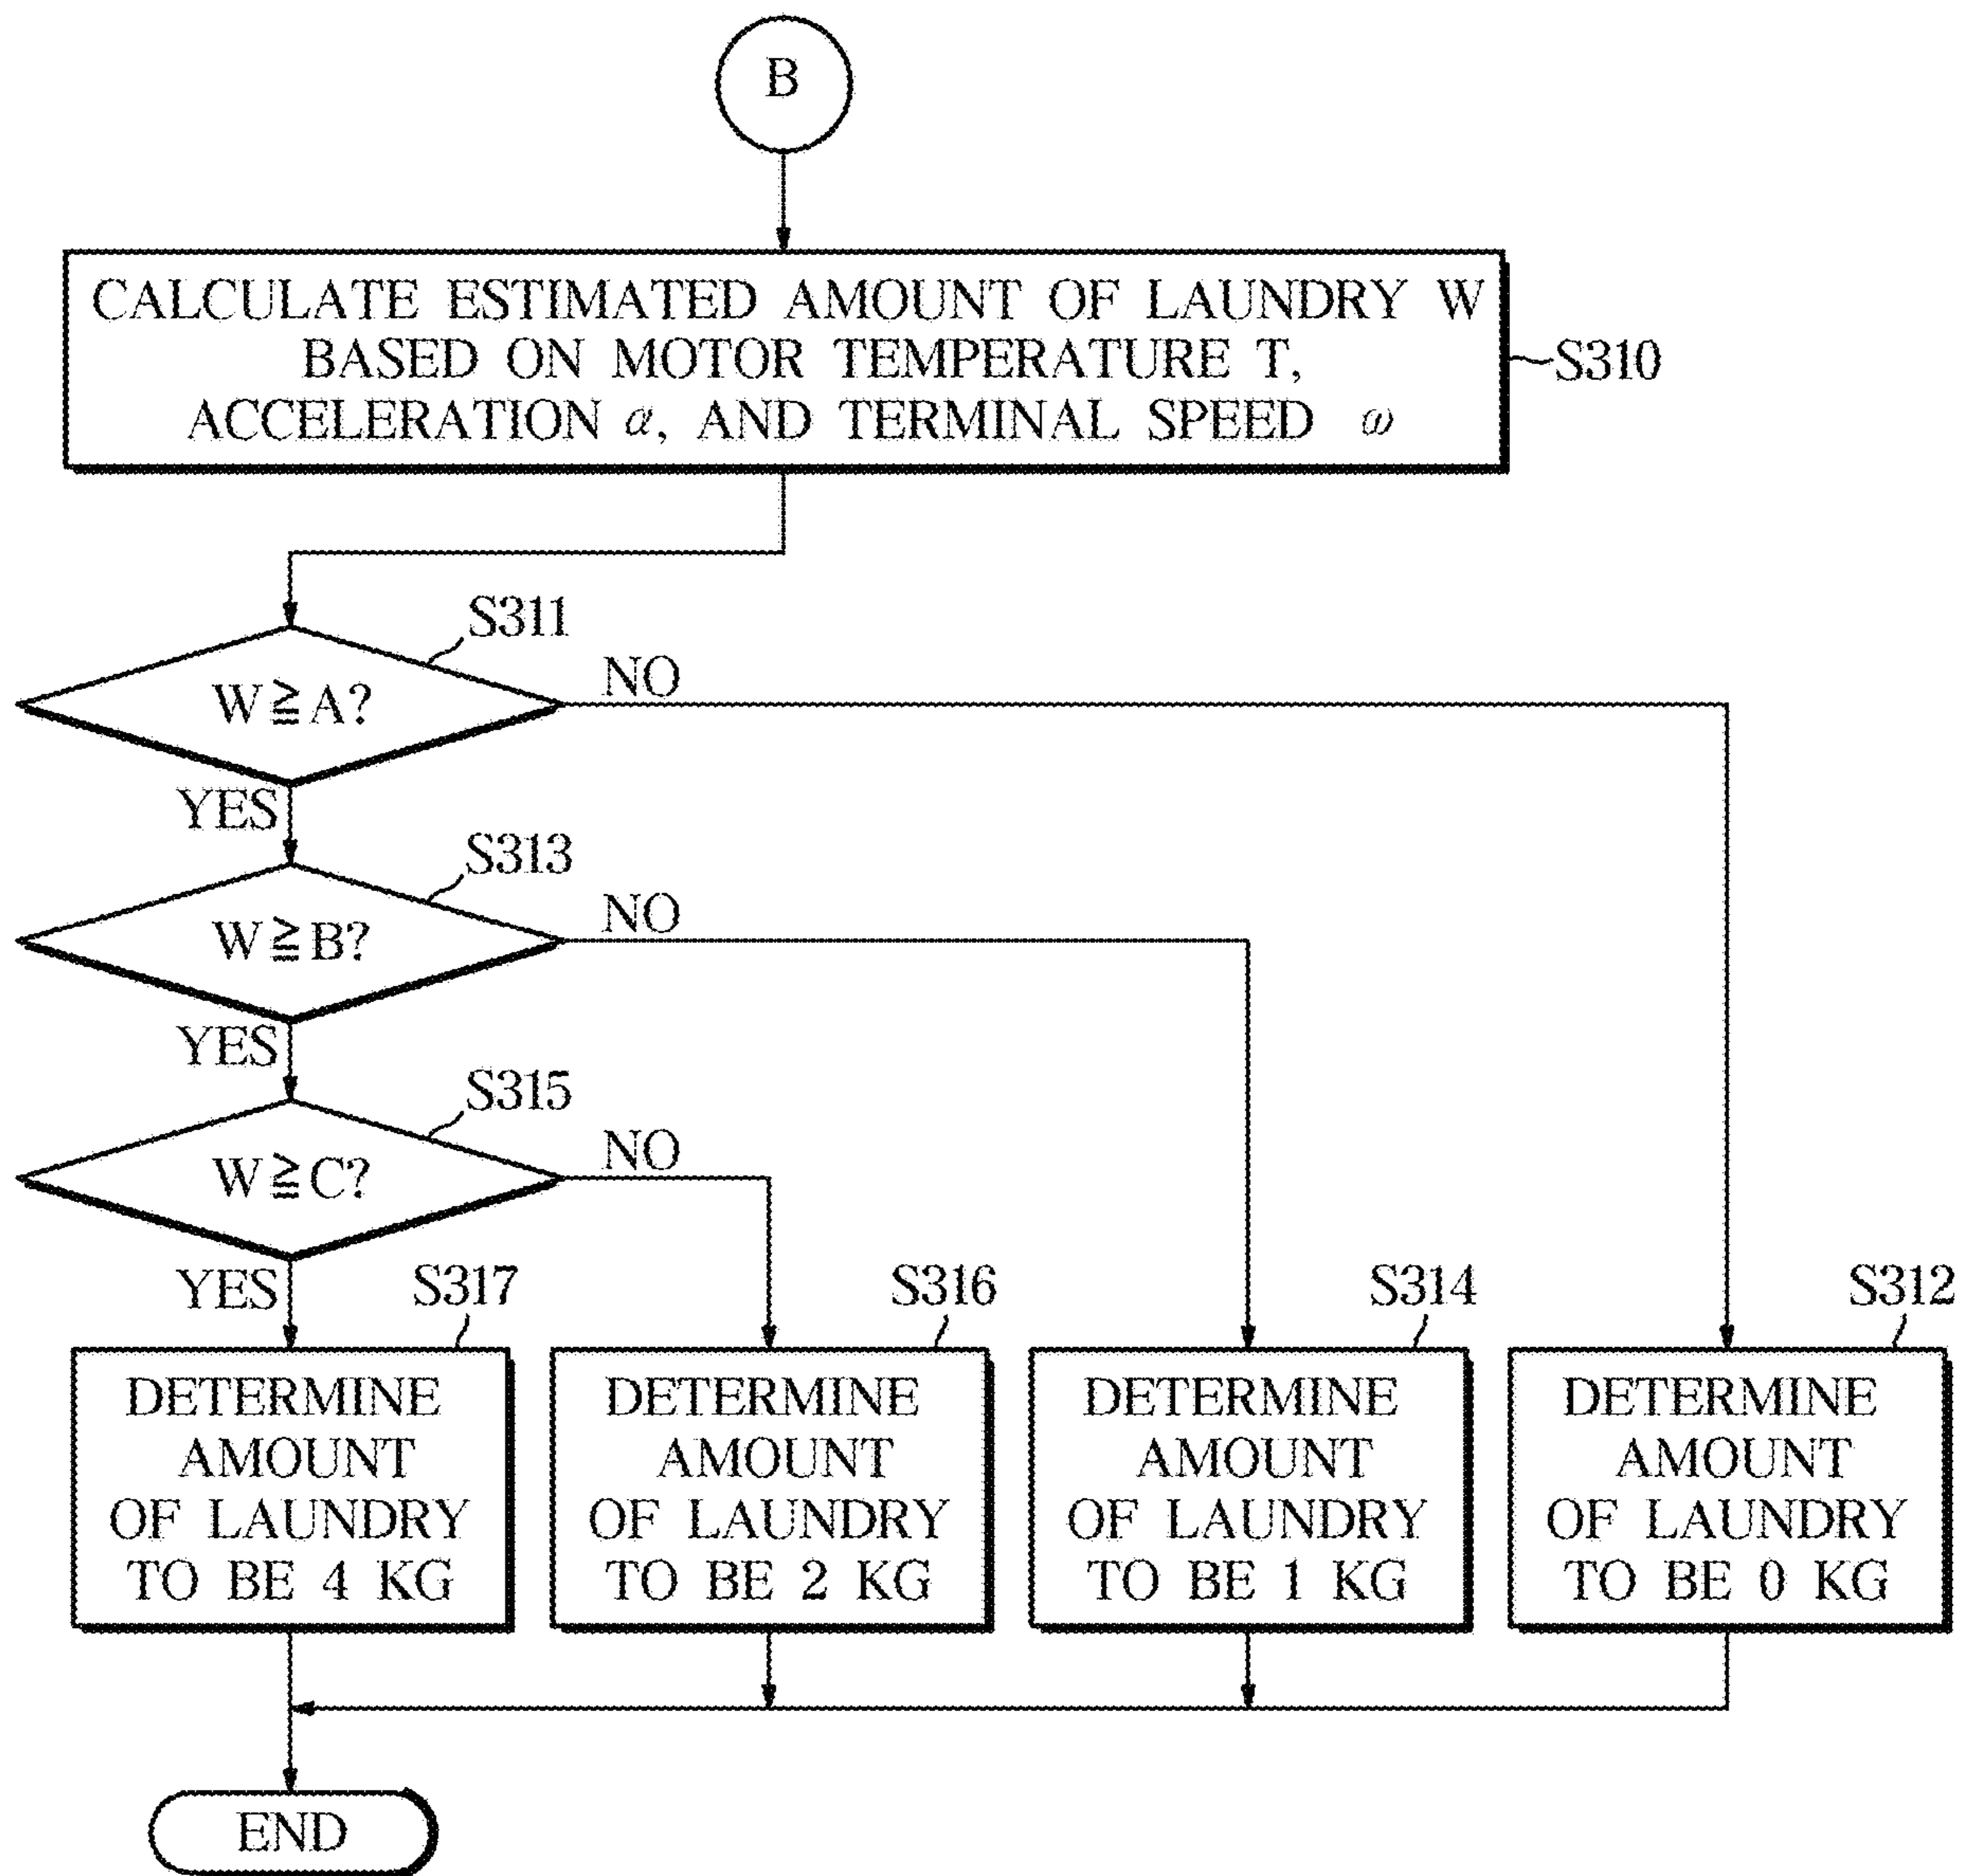 B
CALCULATE ESTIMATED AMOUNT OF LAUNDRY W
BASED ON MOTOR TEMPERATURE T,
ACCELERATION α, AND TERMINAL SPEED ω
S310
S311
W≧A?
NO
YES
S313
W≧B?
NO
YES
S315
W≧C?
NO
YES
S317
DETERMINE
AMOUNT
OF LAUNDRY
TO BE 4 KG
S316
DETERMINE
AMOUNT
OF LAUNDRY
TO BE 2 KG
S314
DETERMINE
AMOUNT
OF LAUNDRY
TO BE 1 KG
S312
DETERMINE
AMOUNT
OF LAUNDRY
TO BE 0 KG
END